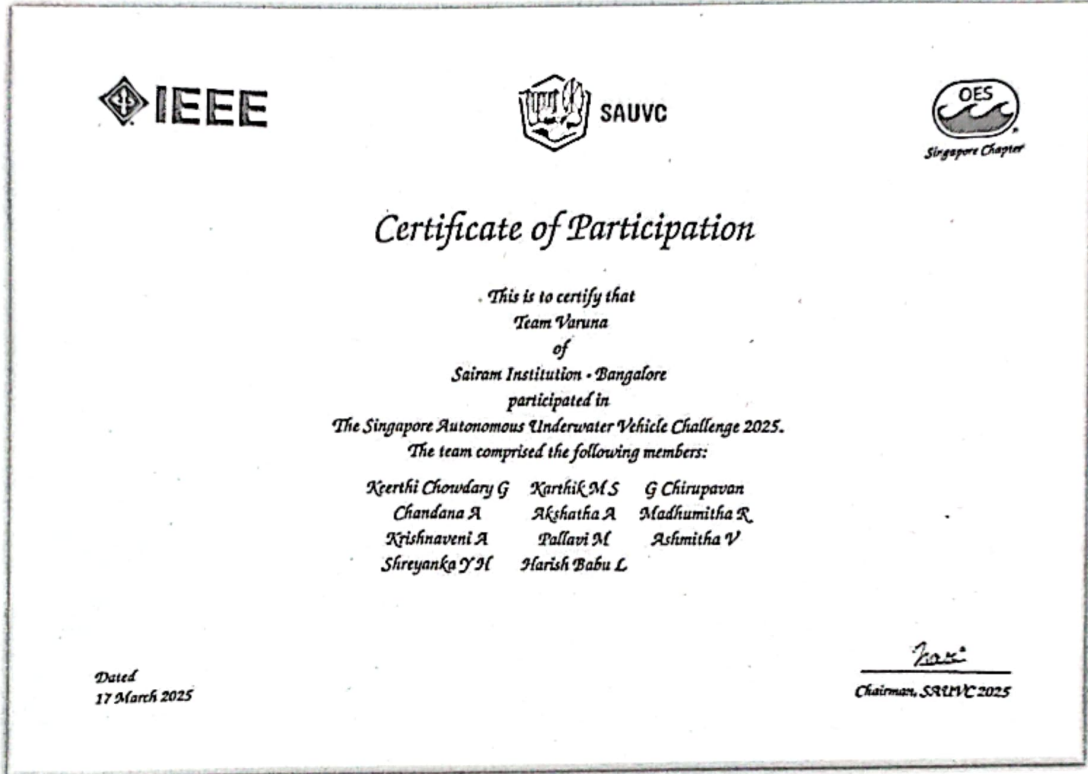 IEEE
SAUVC
OES
Singapore Chapter
Certificate of Participation
This is to certify that
Team Varuna
of
Sairam Institution - Bangalore
participated in
The Singapore Autonomous Underwater Vehicle Challenge 2025.
The team comprised the following members:
Keerthi Chowdary G Karthik M S G Chirupavan
Chandana A Akshatha A Madhumitha R
Krishnaveni A Pallavi M Ashmitha V
Shreyanka Y H Harish Babu L
Dated
17 March 2025
Chairman, SAUVC 2025